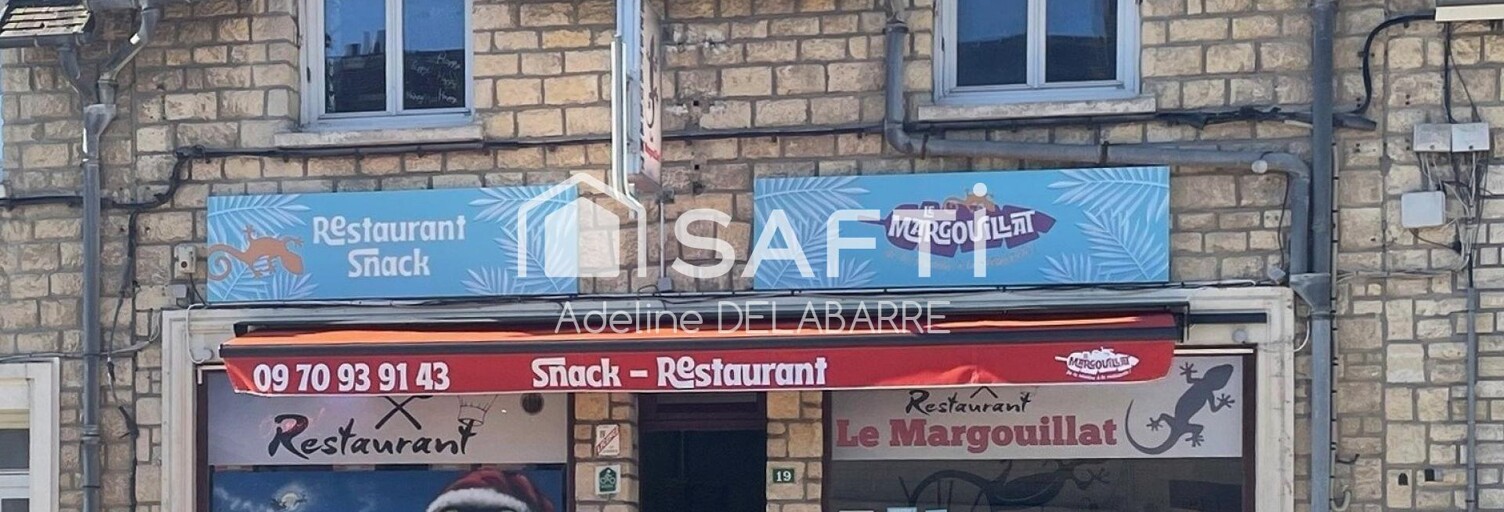 Restaurant
Snack
LE
MARGOUILLAT
SAFTI
Adeline DELABARRE
09 70 93 91 43
Snack - Restaurant
MARGOUILLAT
Restaurant
Restaurant
Le Margouillat
19